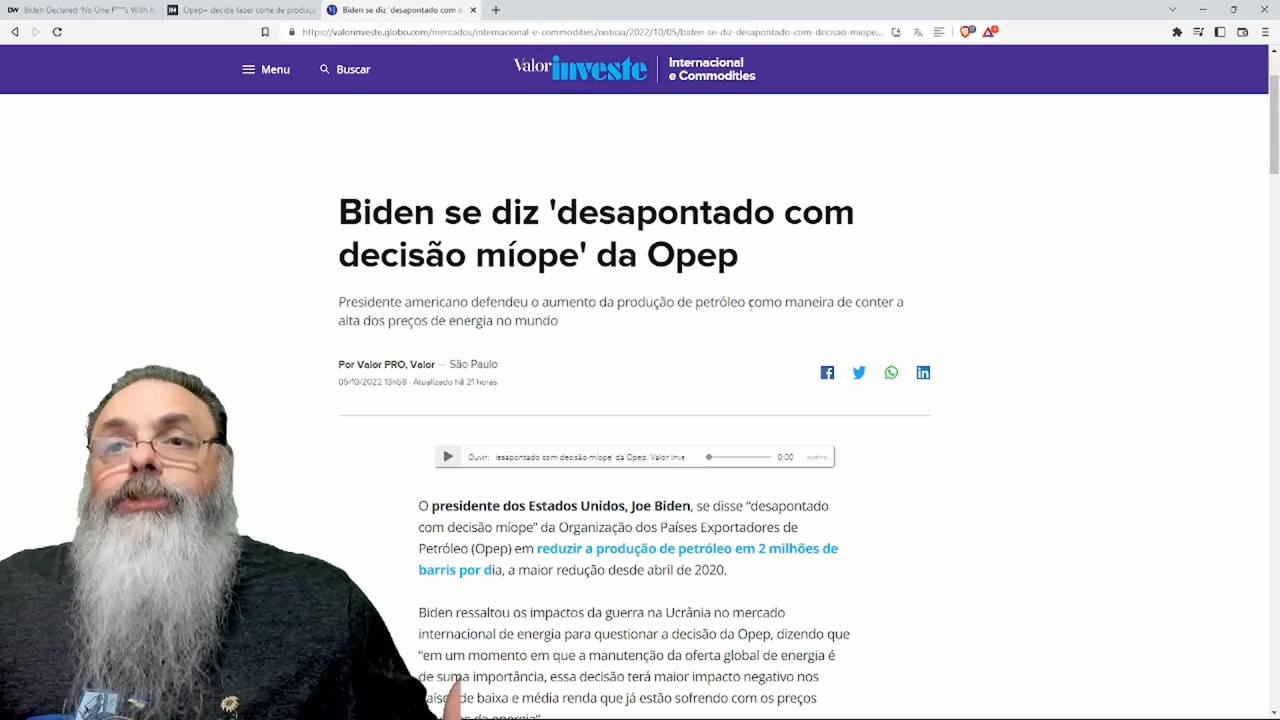 DW Biden Declared 'No One F***s With A
IM Opep+ decide fazer corte de produçã
Biden se diz 'desapontado com d
https://valorinveste.globo.com/mercados/internacional-e-commodities/noticia/2022/10/05/biden-se-diz-desapontado-com-decisao-miope...
Menu
Buscar
Valor investe
Internacional
e Commodities
Biden se diz 'desapontado com
decisão míope' da Opep
Presidente americano defendeu o aumento da produção de petróleo como maneira de conter a
alta dos preços de energia no mundo
Por Valor PRO, Valor — São Paulo
05/10/2022 13h58 · Atualizado há 21 horas
Ouvir: lesapontado com decisão míope' da Opep. Valor Inve
0:00
O presidente dos Estados Unidos, Joe Biden, se disse “desapontado
com decisão míope” da Organização dos Países Exportadores de
Petróleo (Opep) em reduzir a produção de petróleo em 2 milhões de
barris por dia, a maior redução desde abril de 2020.
Biden ressaltou os impactos da guerra na Ucrânia no mercado
internacional de energia para questionar a decisão da Opep, dizendo que
“em um momento em que a manutenção da oferta global de energia é
de suma importância, essa decisão terá maior impacto negativo nos
de baixa e média renda que já estão sofrendo com os preços
da energia”